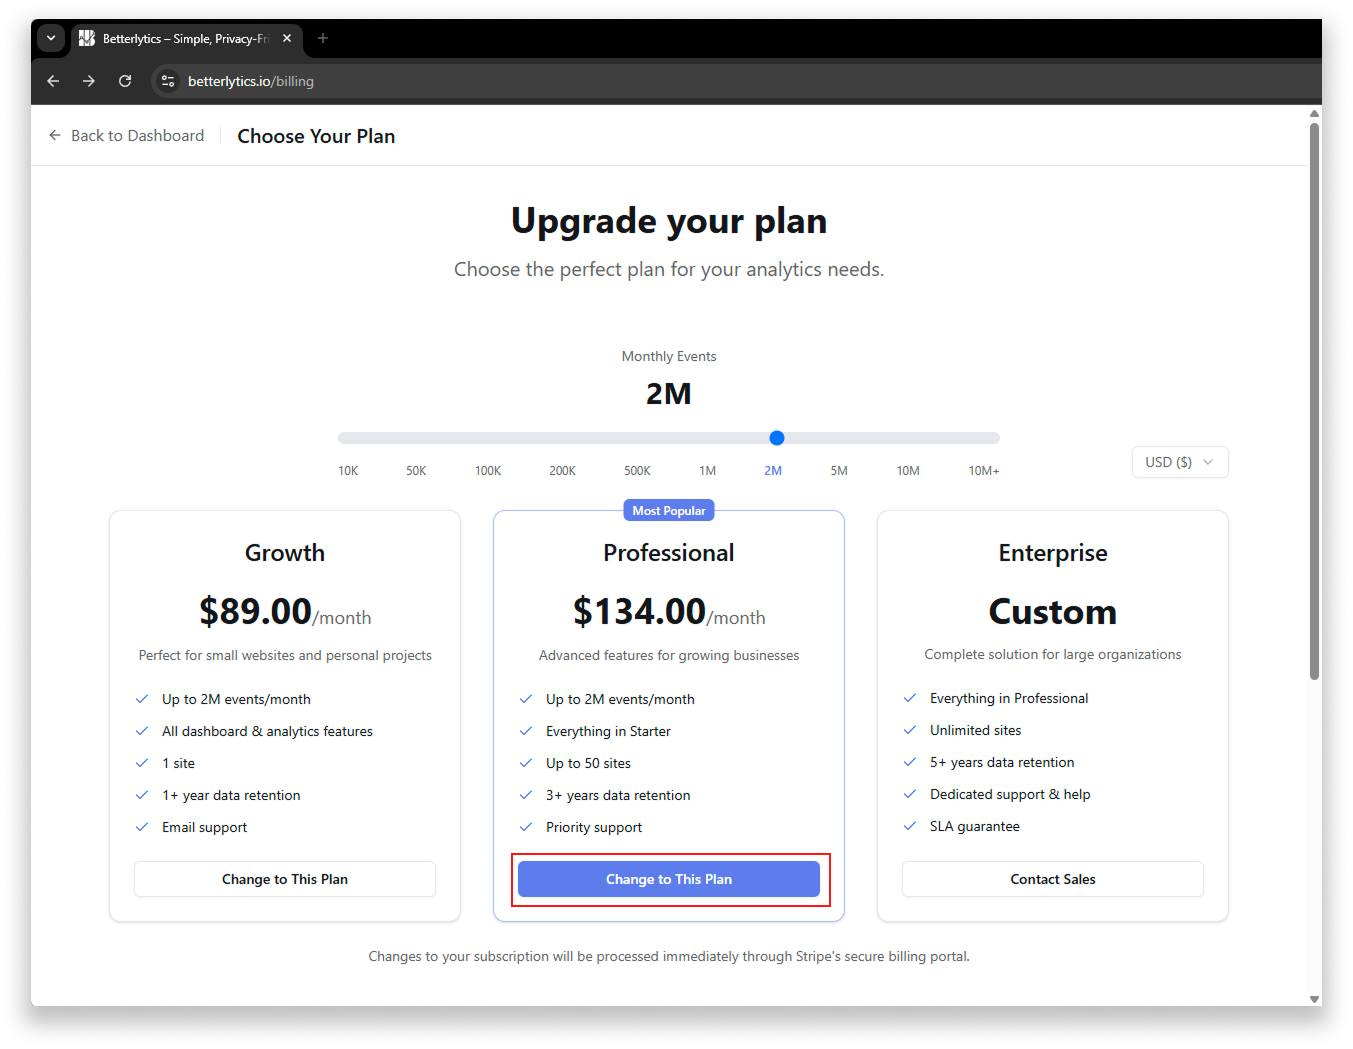 Betterlytics – Simple, Privacy-Fri
betterlytics.io/billing
Back to Dashboard
Choose Your Plan
Upgrade your plan
Choose the perfect plan for your analytics needs.
Monthly Events
2M
10K 50K 100K 200K 500K 1M 2M 5M 10M 10M+
USD ($)
Growth
$89.00/month
Perfect for small websites and personal projects
Up to 2M events/month
All dashboard & analytics features
1 site
1+ year data retention
Email support
Change to This Plan
Most Popular
Professional
$134.00/month
Advanced features for growing businesses
Up to 2M events/month
Everything in Starter
Up to 50 sites
3+ years data retention
Priority support
Change to This Plan
Enterprise
Custom
Complete solution for large organizations
Everything in Professional
Unlimited sites
5+ years data retention
Dedicated support & help
SLA guarantee
Contact Sales
Changes to your subscription will be processed immediately through Stripe's secure billing portal.